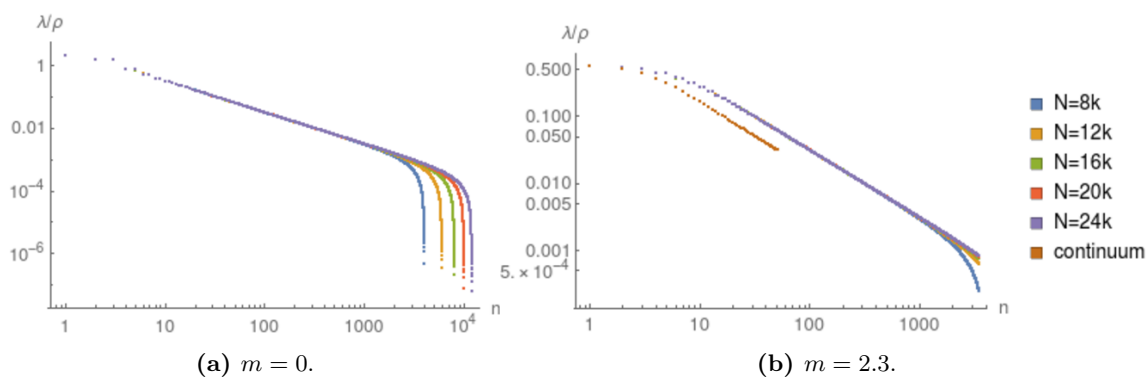 λ/ρ
1
0.01
10⁻⁴
10⁻⁶
1
10
100
1000
10⁴
n
(a) m = 0.
λ/ρ
0.500
0.100
0.050
0.010
0.005
0.001
5. × 10⁻⁴
1
10
100
1000
n
(b) m = 2.3.
N=8k
N=12k
N=16k
N=20k
N=24k
continuum